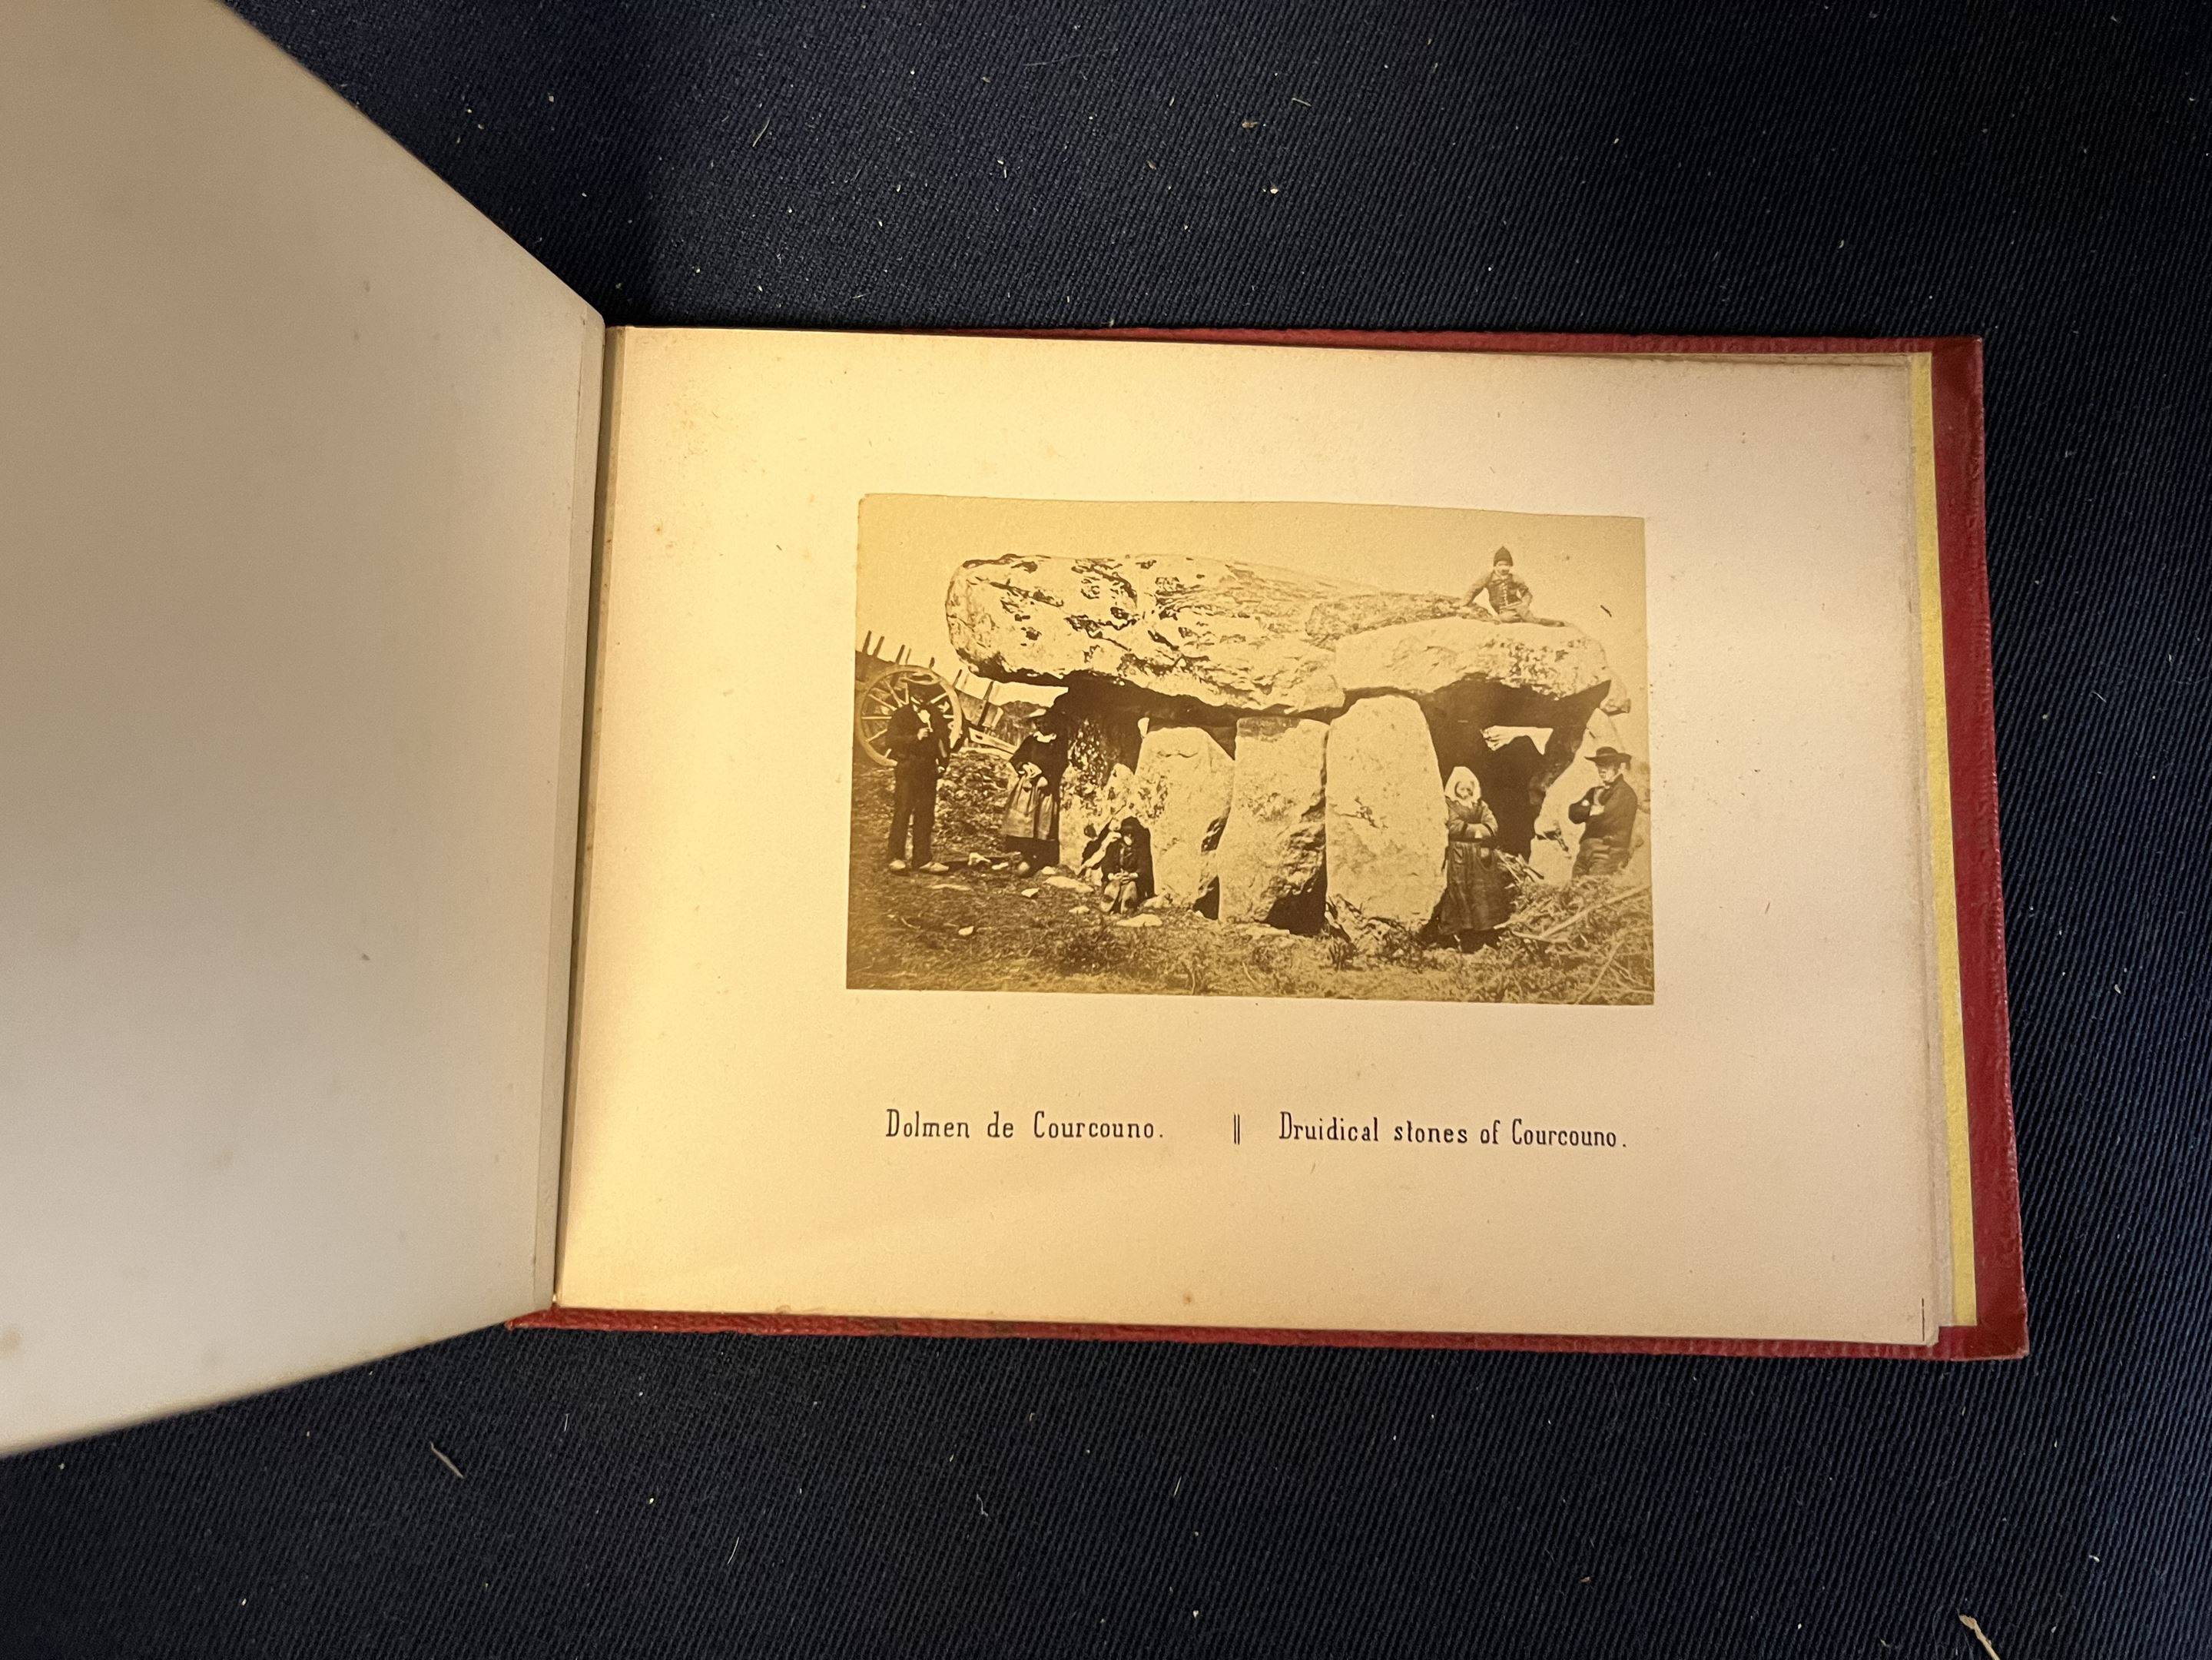 Dolmen de Courcouno. || Druidical stones of Courcouno.